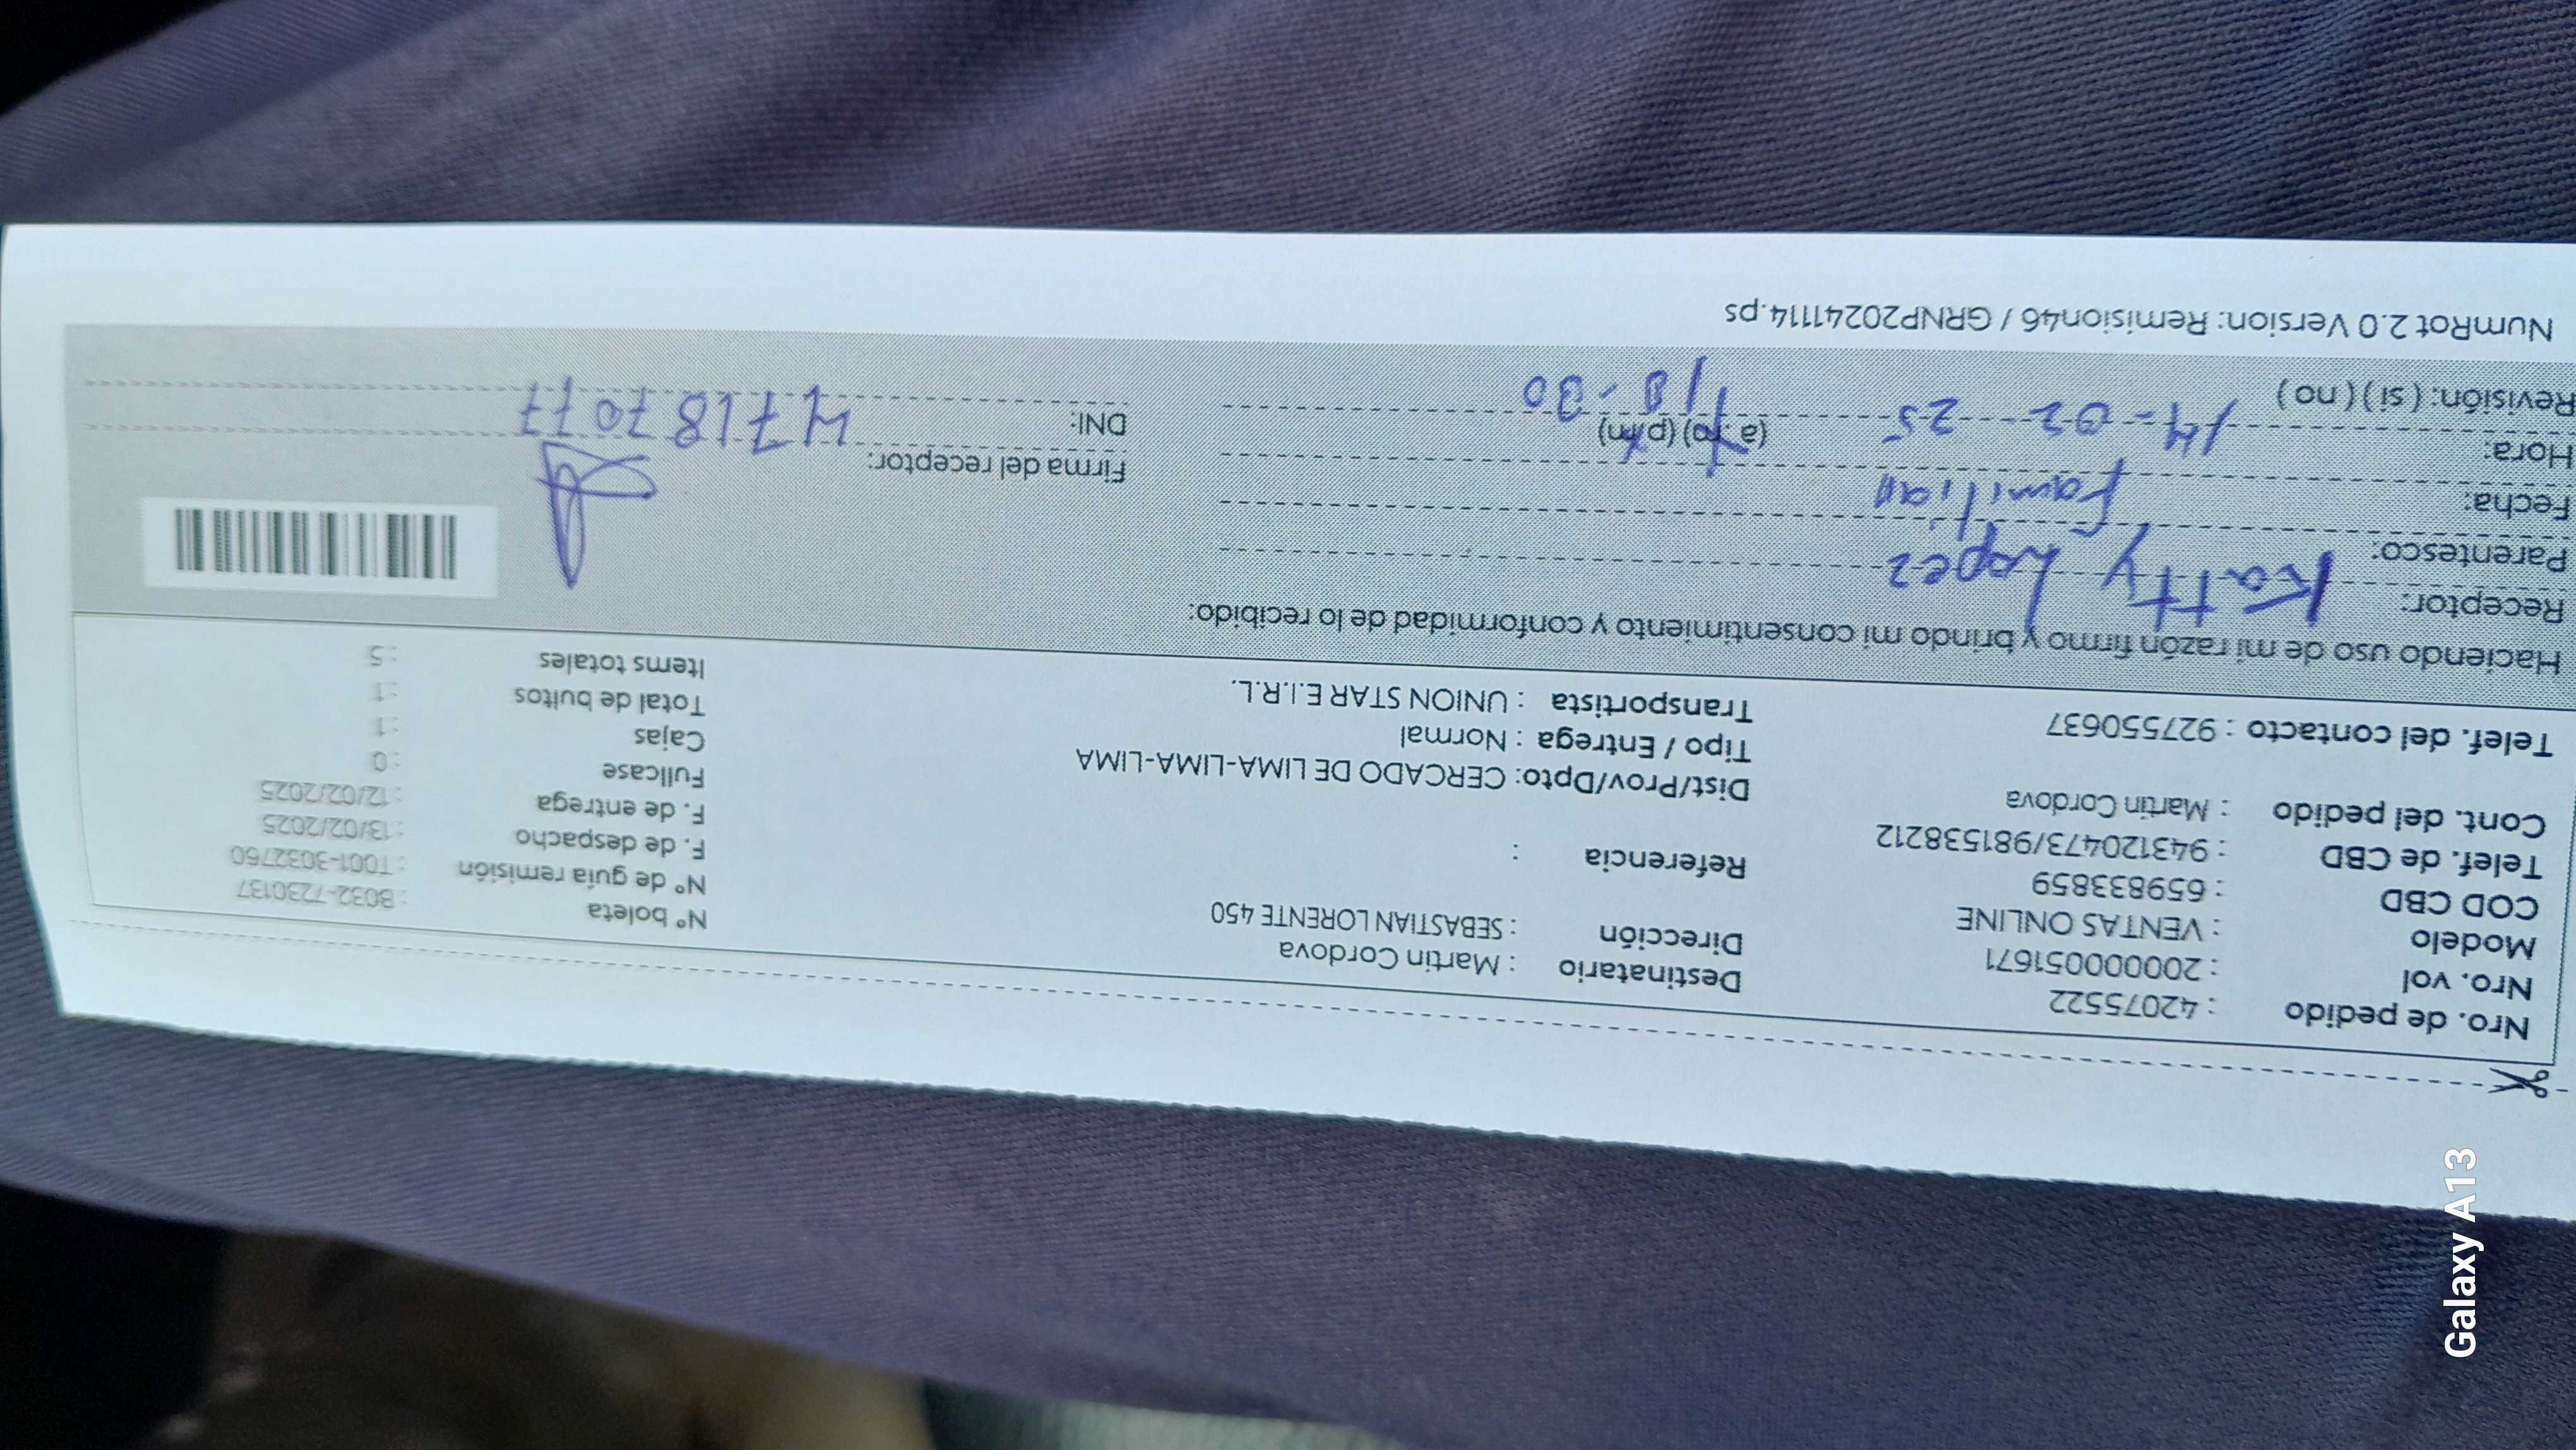 Nro. de pedido : 42075522
Nro. vol : 2000000051671
Modelo : VENTAS ONLINE
COD CBD : 659833859
Telef. de CBD : 943120473/981538212
Cont. del pedido : Martin Cordova
Telef. del contacto : 927550637
Destinatario : Martin Cordova
Dirección : SEBASTIAN LORENTE 450
Referencia :
Dist/Prov/Dpto: CERCADO DE LIMA-LIMA-LIMA
Tipo / Entrega : Normal
Transportista : UNION STAR E.I.R.L.
N° boleta : B032-7230137
N° de guía remisión : T001-3032760
F. de despacho : 13/02/2025
F. de entrega : 12/02/2025
Fullcase : 0
Cajas : 1
Total de bultos : 1
Items totales : 5
Haciendo uso de mi razón firmo y brindo mi consentimiento y conformidad de lo recibido:
Receptor: Katty Lopez
Parentesco: Familiar
Fecha: 14-02-25
Hora: (a. m) (p/m) 18-30
Revisión: ( si ) ( no )
Firma del receptor:
DNI: 47187077
NumRot 2.0 Version: Remision46 / GRNP20241114.ps
Galaxy A13